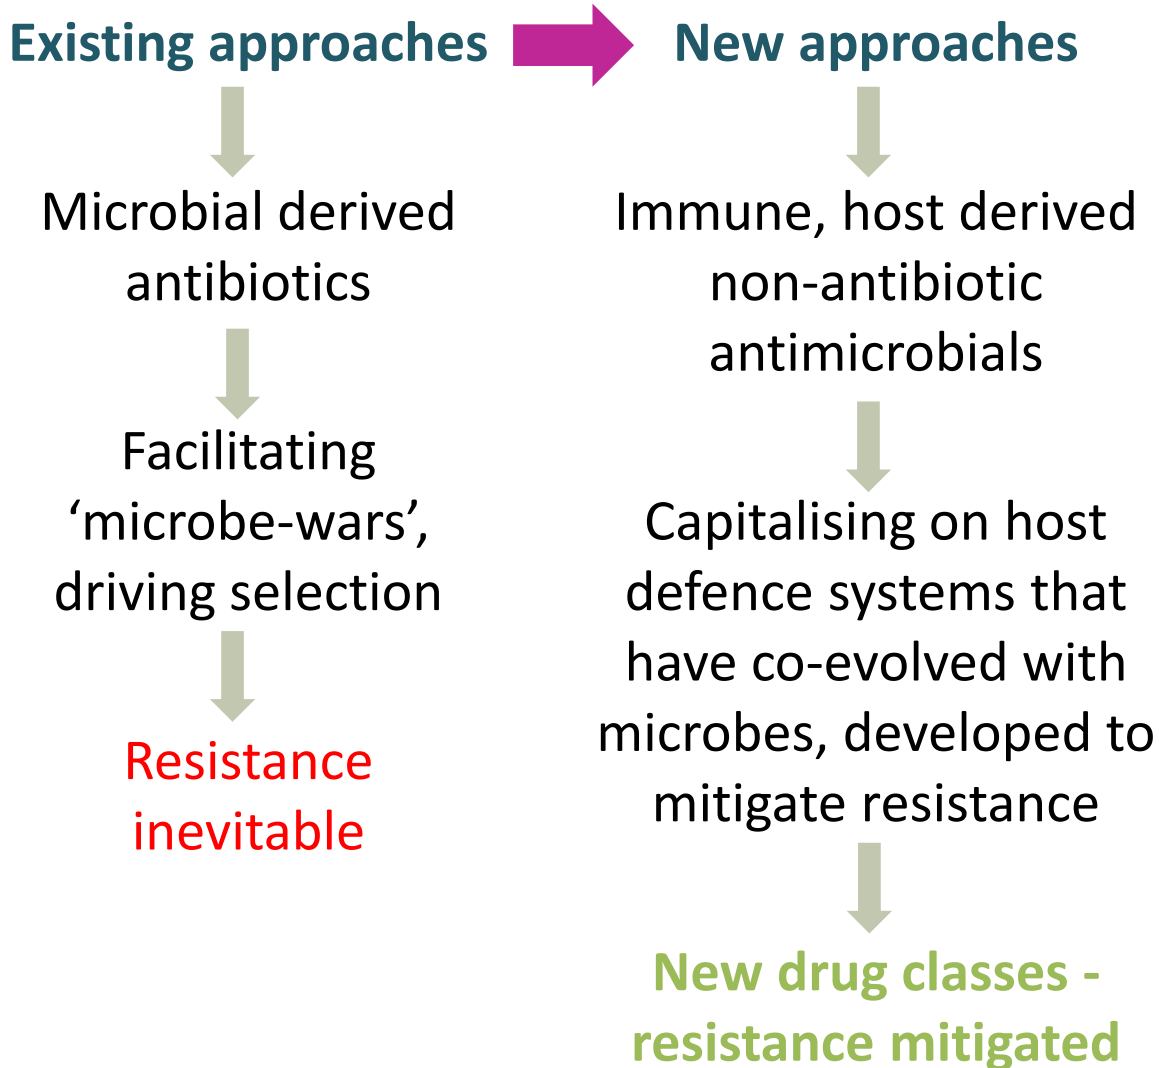 Existing approaches
New approaches
Microbial derived
antibiotics
Facilitating
‘microbe-wars’,
driving selection
Resistance
inevitable
Immune, host derived
non-antibiotic
antimicrobials
Capitalising on host
defence systems that
have co-evolved with
microbes, developed to
mitigate resistance
New drug classes -
resistance mitigated